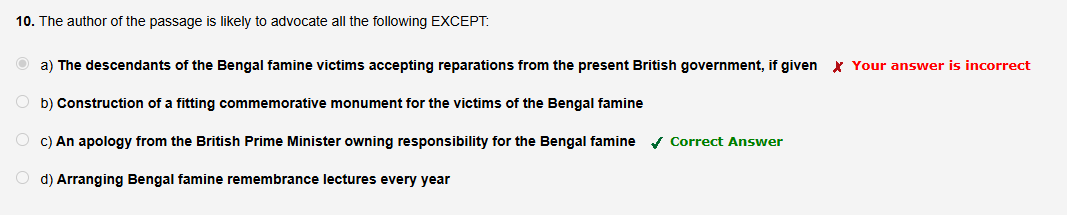 10. The author of the passage is likely to advocate all the following EXCEPT:
a) The descendants of the Bengal famine victims accepting reparations from the present British government, if given ✗ Your answer is incorrect
b) Construction of a fitting commemorative monument for the victims of the Bengal famine
c) An apology from the British Prime Minister owning responsibility for the Bengal famine ✓ Correct Answer
d) Arranging Bengal famine remembrance lectures every year